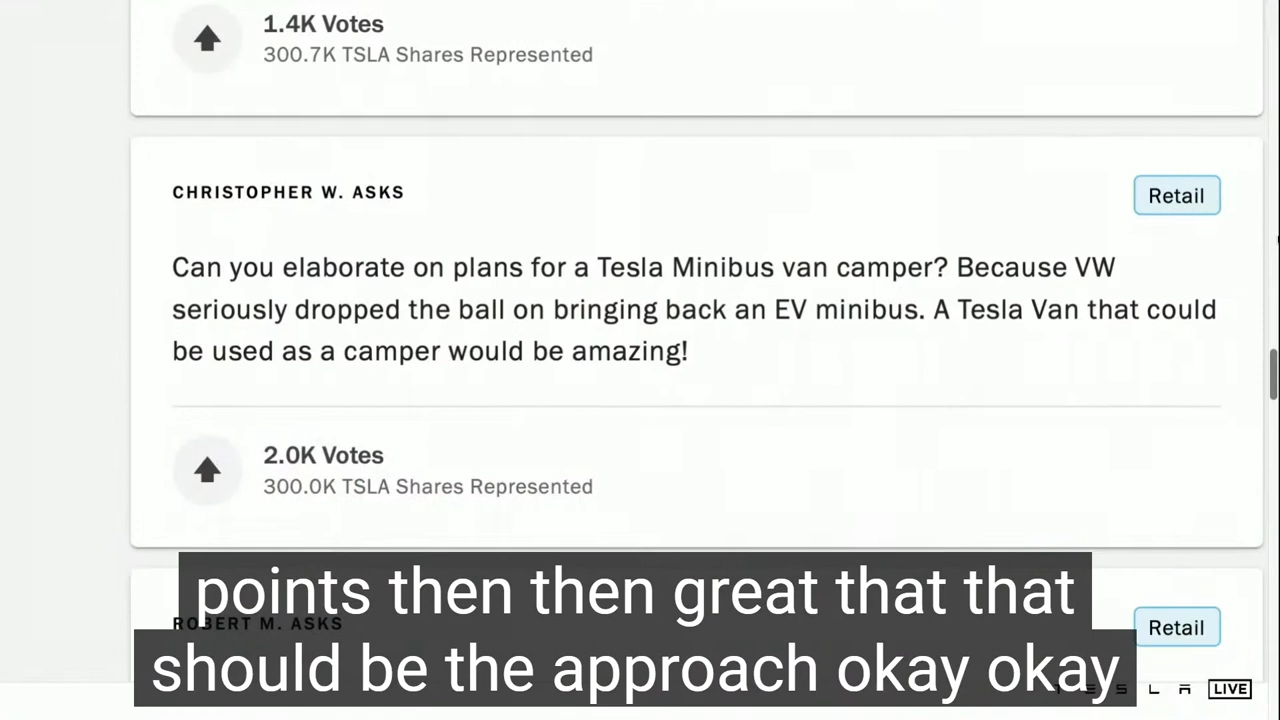 1.4K Votes
300.7K TSLA Shares Represented
CHRISTOPHER W. ASKS
Retail
Can you elaborate on plans for a Tesla Minibus van camper? Because VW
seriously dropped the ball on bringing back an EV minibus. A Tesla Van that could
be used as a camper would be amazing!
2.0K Votes
300.0K TSLA Shares Represented
points then then great that that
ROBERT M. ASKS
Retail
should be the approach okay okay
TESLA LIVE